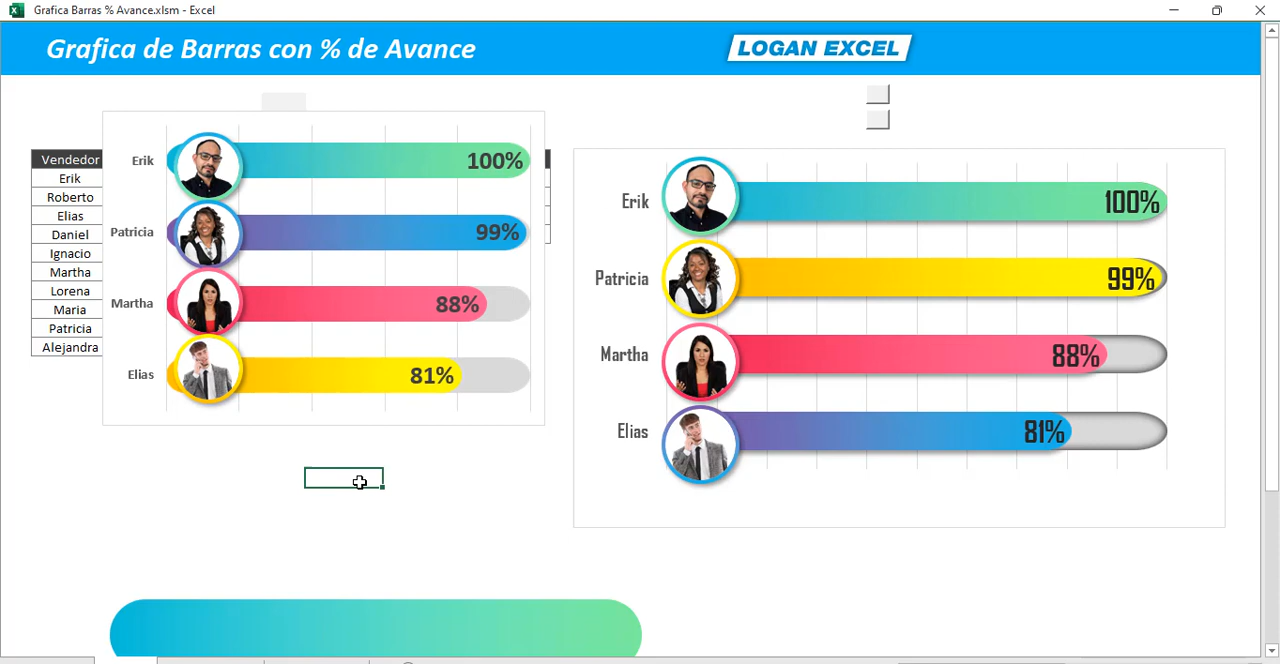 Grafica Barras % Avance.xlsm - Excel
Grafica de Barras con % de Avance
LOGAN EXCEL
Vendedor
Erik
Roberto
Elias
Daniel
Ignacio
Martha
Lorena
Maria
Patricia
Alejandra
Erik 100%
Patricia 99%
Martha 88%
Elias 81%
Erik 100%
Patricia 99%
Martha 88%
Elias 81%